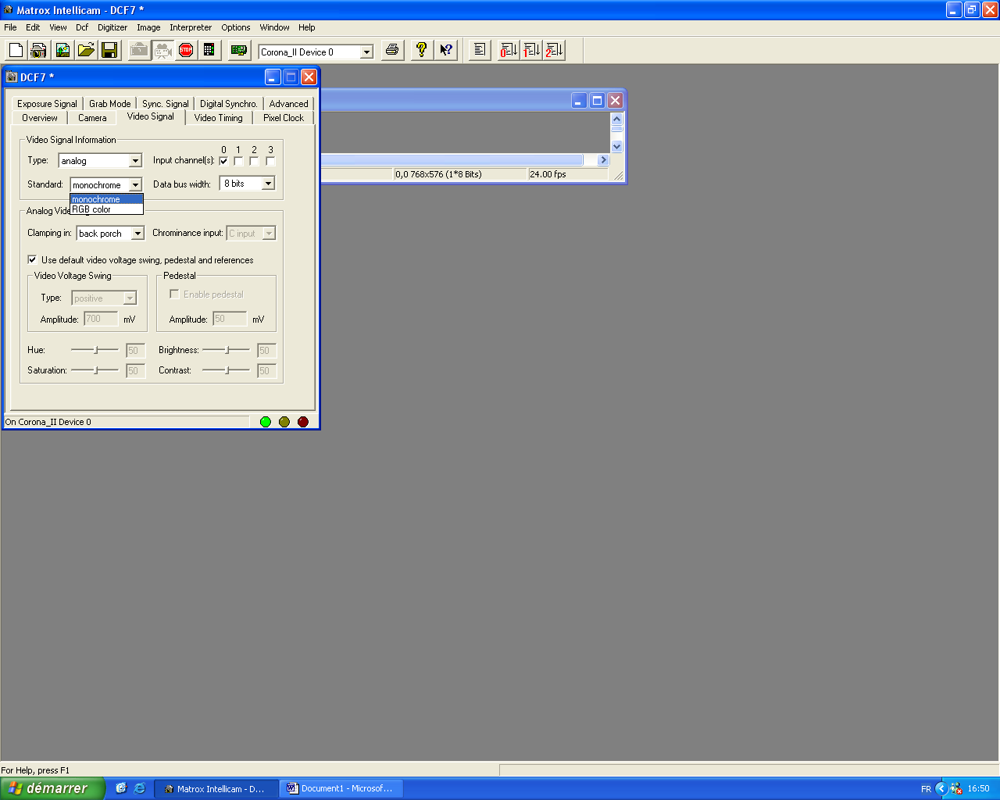 Matrox Intellicam - DCF7 *
File Edit View Dcf Digitizer Image Interpreter Options Window Help
STOP Corona_II Device 0 ? ? 0 1 2
DCF7 *
Exposure Signal Grab Mode Sync. Signal Digital Synchro. Advanced
Overview Camera Video Signal Video Timing Pixel Clock
Video Signal Information
0 1 2 3
Type: analog Input channel(s):
Standard: monochrome Data bus width: 8 bits
monochrome
RGB color
Analog Vide
Clamping in: back porch Chrominance input: C input
Use default video voltage swing, pedestal and references
Video Voltage Swing Pedestal
Type: positive Enable pedestal
Amplitude: 700 mV Amplitude: 50 mV
Hue: 50 Brightness: 50
Saturation: 50 Contrast: 50
On Corona_II Device 0
0,0 768x576 (1*8 Bits) 24.00 fps
For Help, press F1
démarrer Matrox Intellicam - D... Document1 - Microsof... FR 16:50